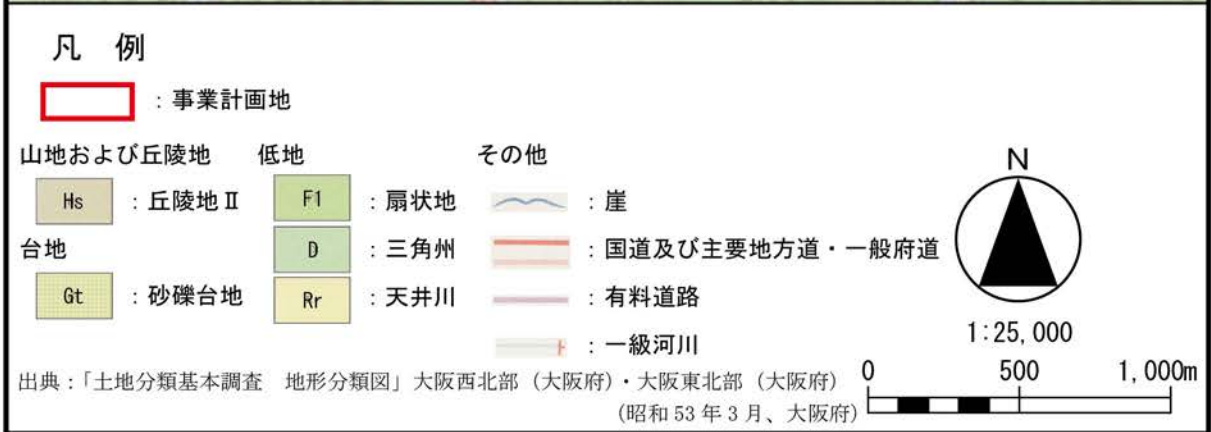 凡 例
：事業計画地
山地および丘陵地
Hs ：丘陵地Ⅱ
台地
Gt ：砂礫台地
低地
Fl ：扇状地
D ：三角州
Rr ：天井川
その他
：崖
：国道及び主要地方道・一般府道
：有料道路
：一級河川
N
1:25,000
0 500 1,000m
出典：「土地分類基本調査 地形分類図」大阪西北部（大阪府）・大阪東北部（大阪府）
（昭和53年3月、大阪府）